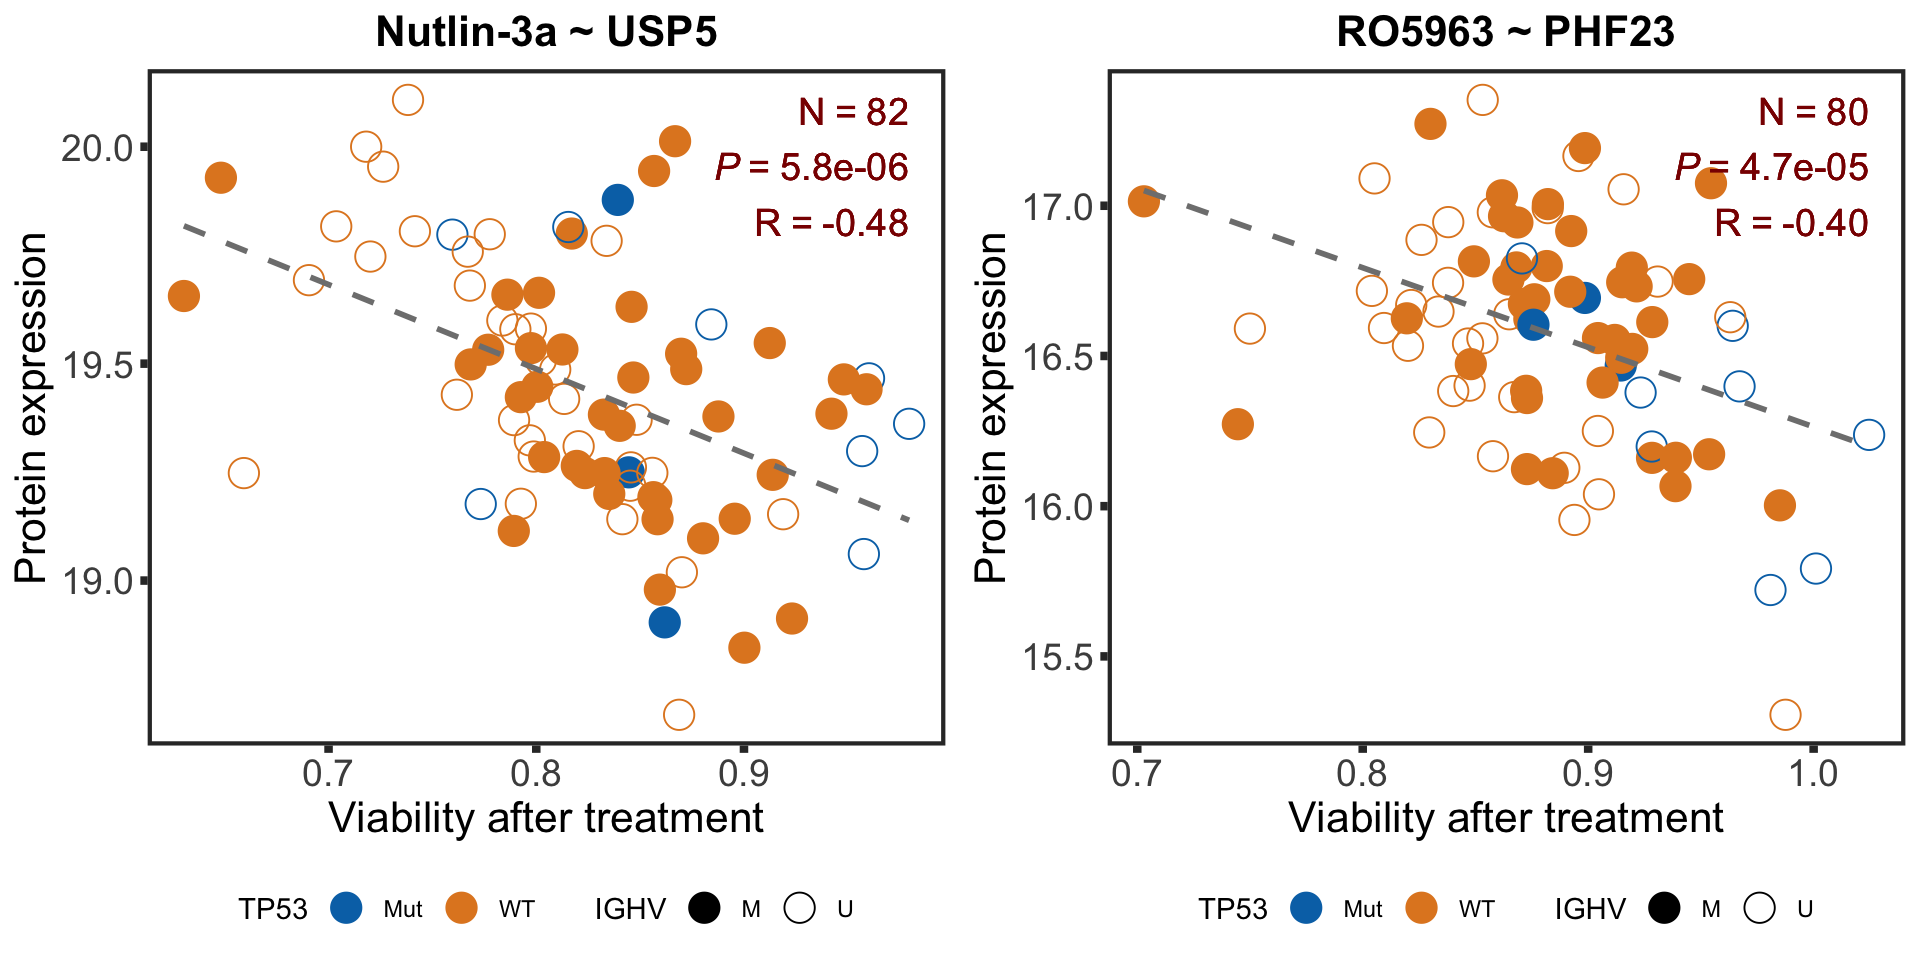 Nutlin-3a ~ USP5
N = 82
P = 5.8e-06
R = -0.48
20.0
19.5
19.0
Protein expression
0.7 0.8 0.9
Viability after treatment
TP53 Mut WT IGHV M U
RO5963 ~ PHF23
N = 80
P = 4.7e-05
R = -0.40
17.0
16.5
16.0
15.5
Protein expression
0.7 0.8 0.9 1.0
Viability after treatment
TP53 Mut WT IGHV M U